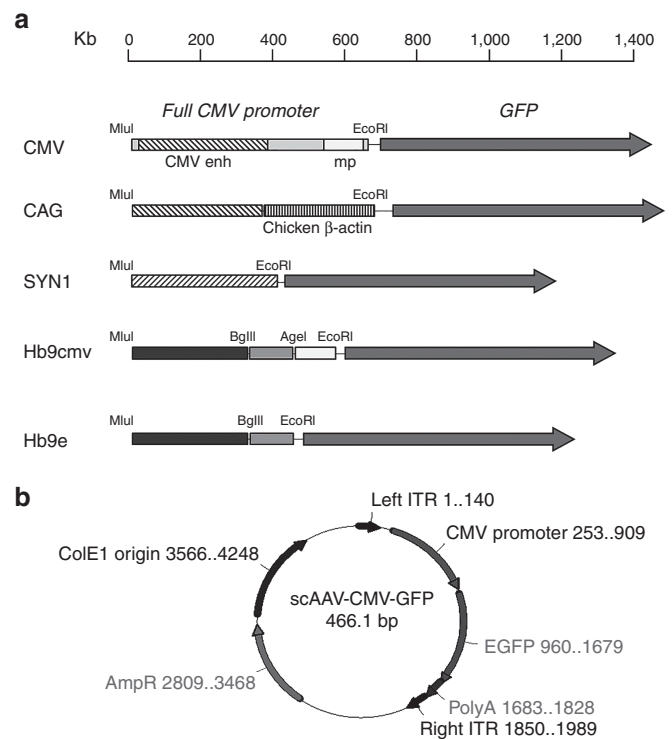 a
Kb 0 200 400 600 800 1,000 1,200 1,400
Full CMV promoter GFP
MluI EcoRI
CMV
CMV enh mp
MluI EcoRI
CAG
Chicken β-actin
MluI EcoRI
SYN1
MluI BglII AgeI EcoRI
Hb9cmv
MluI BglII EcoRI
Hb9e
b
Left ITR 1..140
CMV promoter 253..909
ColE1 origin 3566..4248
scAAV-CMV-GFP
466.1 bp
EGFP 960..1679
AmpR 2809..3468
PolyA 1683..1828
Right ITR 1850..1989